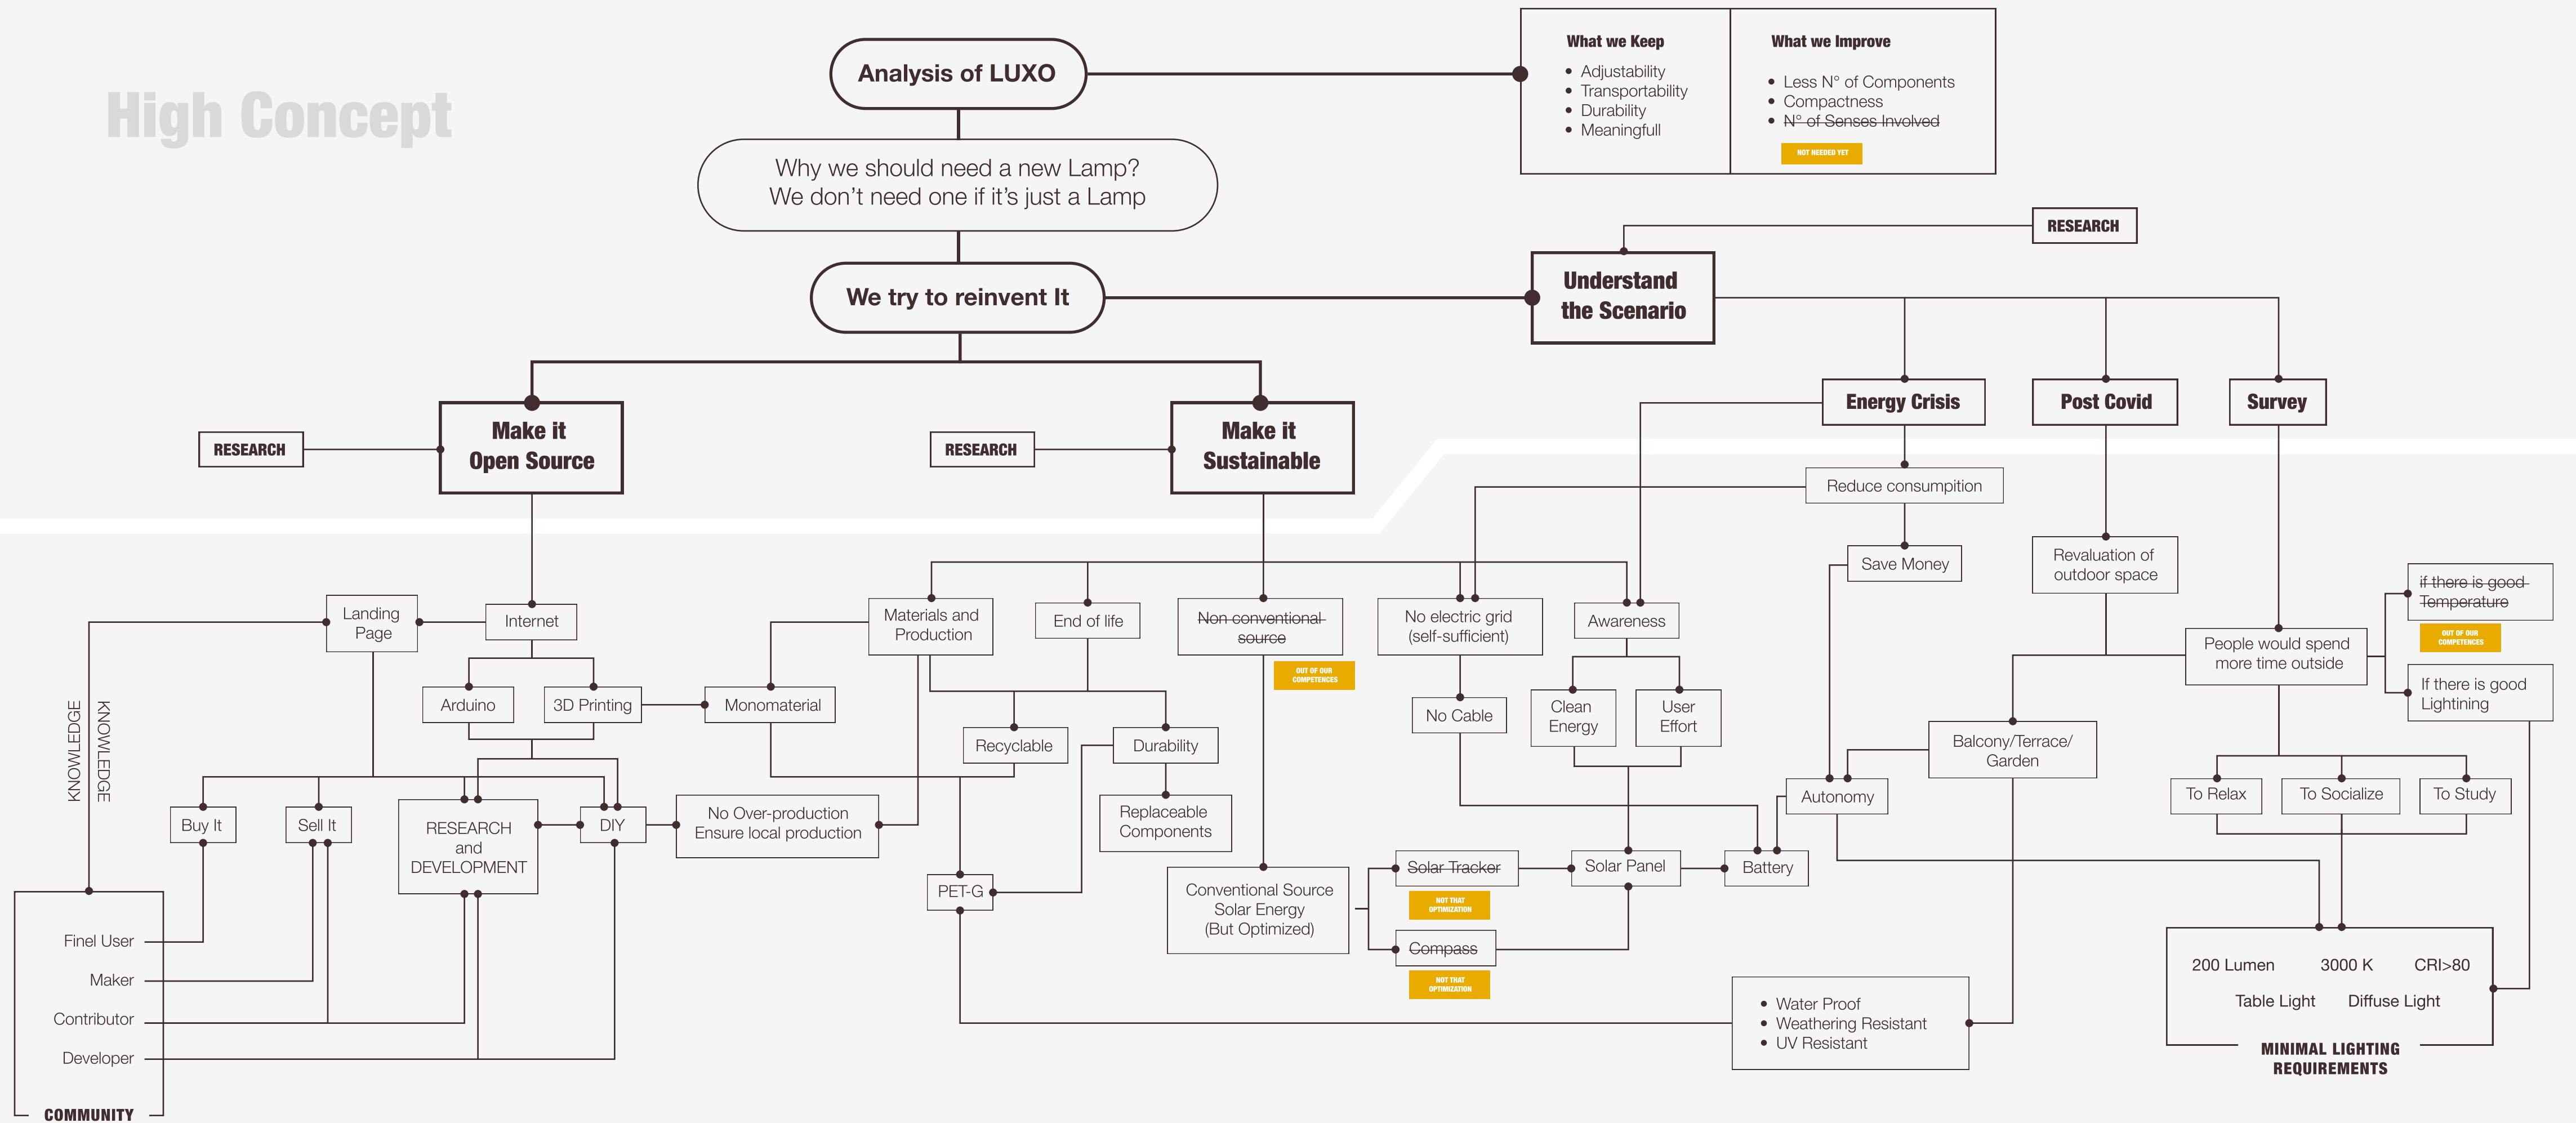 High Concept
Analysis of LUXO
What we Keep
• Adjustability
• Transportability
• Durability
• Meaningfull
What we Improve
• Less N° of Components
• Compactness
• N° of Senses Involved
NOT NEEDED YET
Why we should need a new Lamp?
We don't need one if it's just a Lamp
We try to reinvent It
RESEARCH
Understand
the Scenario
Energy Crisis
Post Covid
Survey
RESEARCH
Make it
Open Source
RESEARCH
Make it
Sustainable
Reduce consumpition
Save Money
Revaluation of
outdoor space
if there is good
Temperature
OUT OF OUR
COMPETENCES
People would spend
more time outside
If there is good
Lightining
Landing
Page
Internet
Materials and
Production
End of life
Non conventional
source
OUT OF OUR
COMPETENCES
No electric grid
(self-sufficient)
Awareness
Arduino
3D Printing
Monomaterial
Recyclable
Durability
No Cable
Clean
Energy
User
Effort
Balcony/Terrace/
Garden
KNOWLEDGE
KNOWLEDGE
Buy It
Sell It
RESEARCH
and
DEVELOPMENT
DIY
No Over-production
Ensure local production
Replaceable
Components
Autonomy
To Relax
To Socialize
To Study
PET-G
Conventional Source
Solar Energy
(But Optimized)
Solar Tracker
NOT THAT
OPTIMIZATION
Compass
NOT THAT
OPTIMIZATION
Solar Panel
Battery
Finel User
Maker
Contributor
Developer
COMMUNITY
• Water Proof
• Weathering Resistant
• UV Resistant
200 Lumen
3000 K
CRI>80
Table Light
Diffuse Light
MINIMAL LIGHTING
REQUIREMENTS